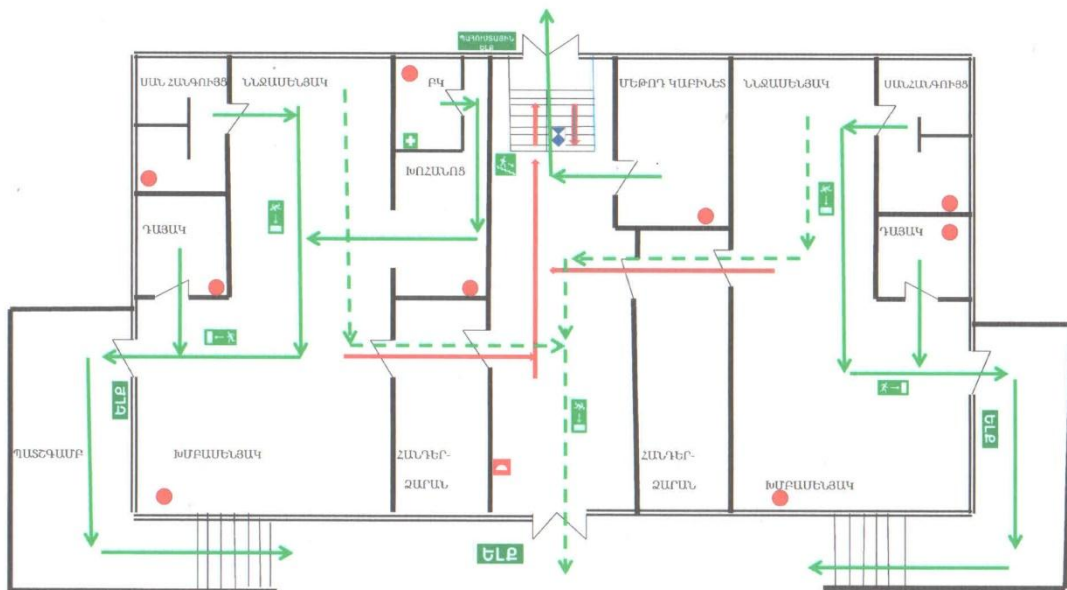 ՊԱՀՈՒՍՏԱՅԻՆ
ԵԼՔ
ՍԱՆ ՀԱՆԳՈՒՅՑ
ՆՆՋԱՍԵՆՅԱԿ
ԲԿ
ՄԵԹՈԴ ԿԱԲԻՆԵՏ
ՆՆՋԱՍԵՆՅԱԿ
ՍԱՆՀԱՆԳՈՒՅՑ
ԽՈՀԱՆՈՑ
ԴԱՅԱԿ
ԴԱՅԱԿ
ԵԼՔ
ԵԼՔ
ՊԱՏՇԳԱՄԲ
ԽՄԲԱՍԵՆՅԱԿ
ՀԱՆԴԵՐ-
ՁԱՐԱՆ
ՀԱՆԴԵՐ-
ՁԱՐԱՆ
ԽՄԲԱՍԵՆՅԱԿ
ԵԼՔ